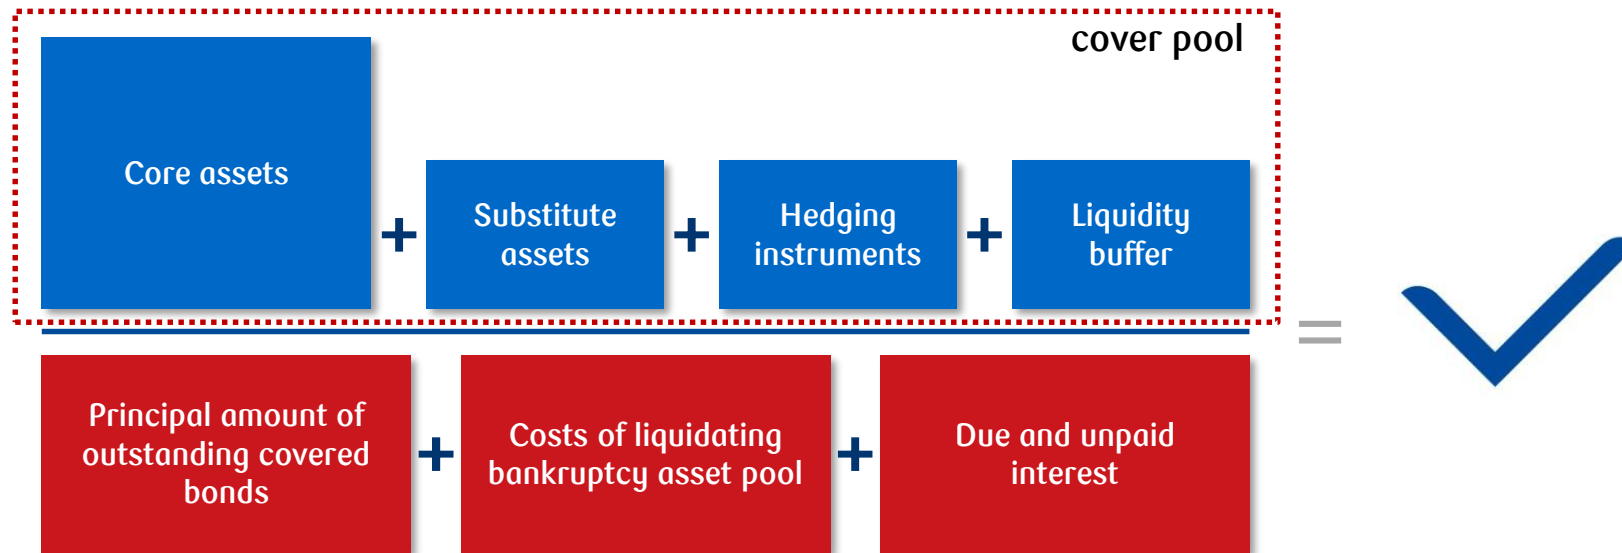 cover pool
Core assets
+
Substitute
assets
+
Hedging
instruments
+
Liquidity
buffer
=
Principal amount of
outstanding covered
bonds
+
Costs of liquidating
bankruptcy asset pool
+
Due and unpaid
interest